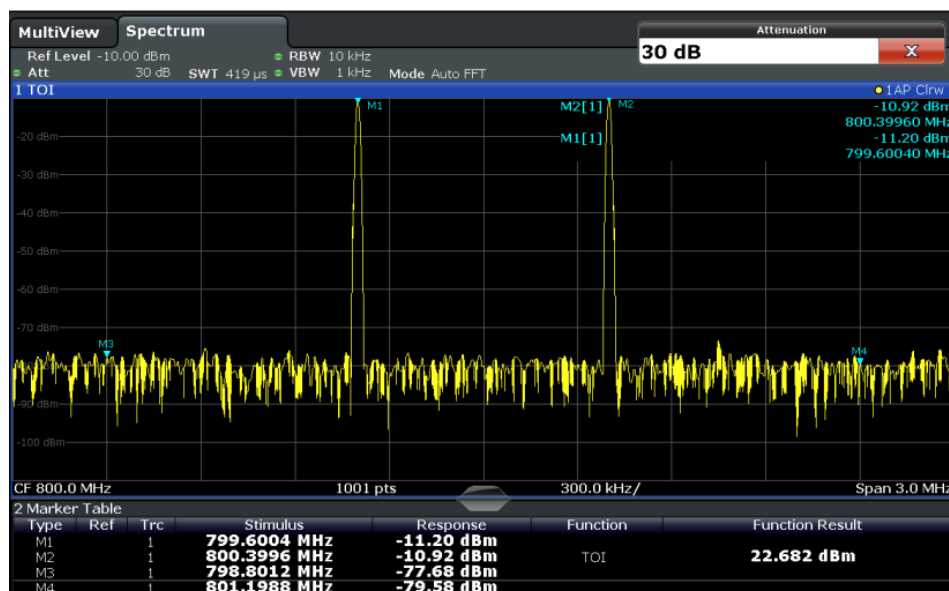 MultiView Spectrum
Attenuation
30 dB X
Ref Level -10.00 dBm RBW 10 kHz
Att 30 dB SWT 419 µs VBW 1 kHz Mode Auto FFT
1 TOI 1AP Clrw
M1 M2[1] M2 -10.92 dBm
800.39960 MHz
-20 dBm M1[1] -11.20 dBm
799.60040 MHz
-30 dBm
-40 dBm
-50 dBm
-60 dBm
-70 dBm
M3 M4
-90 dBm
-100 dBm
CF 800.0 MHz 1001 pts 300.0 kHz/ Span 3.0 MHz
2 Marker Table
Type Ref Trc Stimulus Response Function Function Result
M1 1 799.6004 MHz -11.20 dBm
M2 1 800.3996 MHz -10.92 dBm TOI 22.682 dBm
M3 1 798.8012 MHz -77.68 dBm
M4 1 801.1988 MHz -79.58 dBm